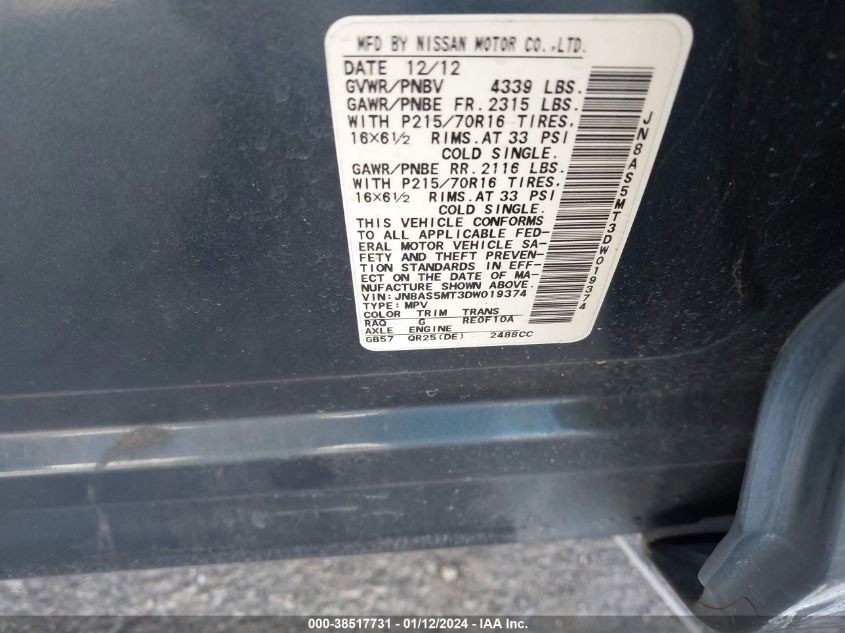 MFD BY NISSAN MOTOR CO.,LTD.
DATE 12/12
GVWR/PNBV 4339 LBS.
GAWR/PNBE FR. 2315 LBS.
WITH P215/70R16 TIRES,
16×6½ RIMS. AT 33 PSI
COLD SINGLE.
GAWR/PNBE RR. 2116 LBS.
WITH P215/70R16 TIRES,
16×6½ RIMS. AT 33 PSI
COLD SINGLE.
THIS VEHICLE CONFORMS
TO ALL APPLICABLE FED-
ERAL MOTOR VEHICLE SA-
FETY AND THEFT PREVEN-
TION STANDARDS IN EFF-
ECT ON THE DATE OF MA-
NUFACTURE SHOWN ABOVE.
VIN: JN8AS5MT3DW019374
TYPE: MPV
COLOR TRIM TRANS
RAQ G RE0F10A
AXLE ENGINE
GB57 QR25(DE) 2488CC
JN8AS5MT3DW019374
000-38517731 - 01/12/2024 - IAA Inc.